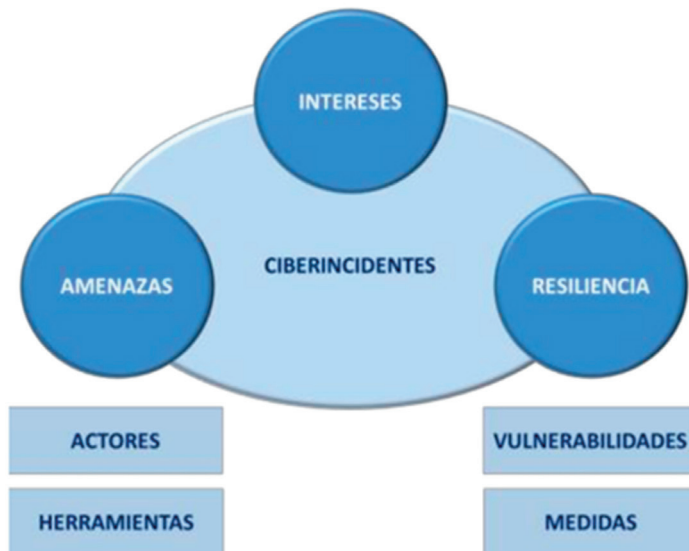 INTERESES
CIBERINCIDENTES
AMENAZAS
RESILIENCIA
ACTORES
VULNERABILIDADES
HERRAMIENTAS
MEDIDAS